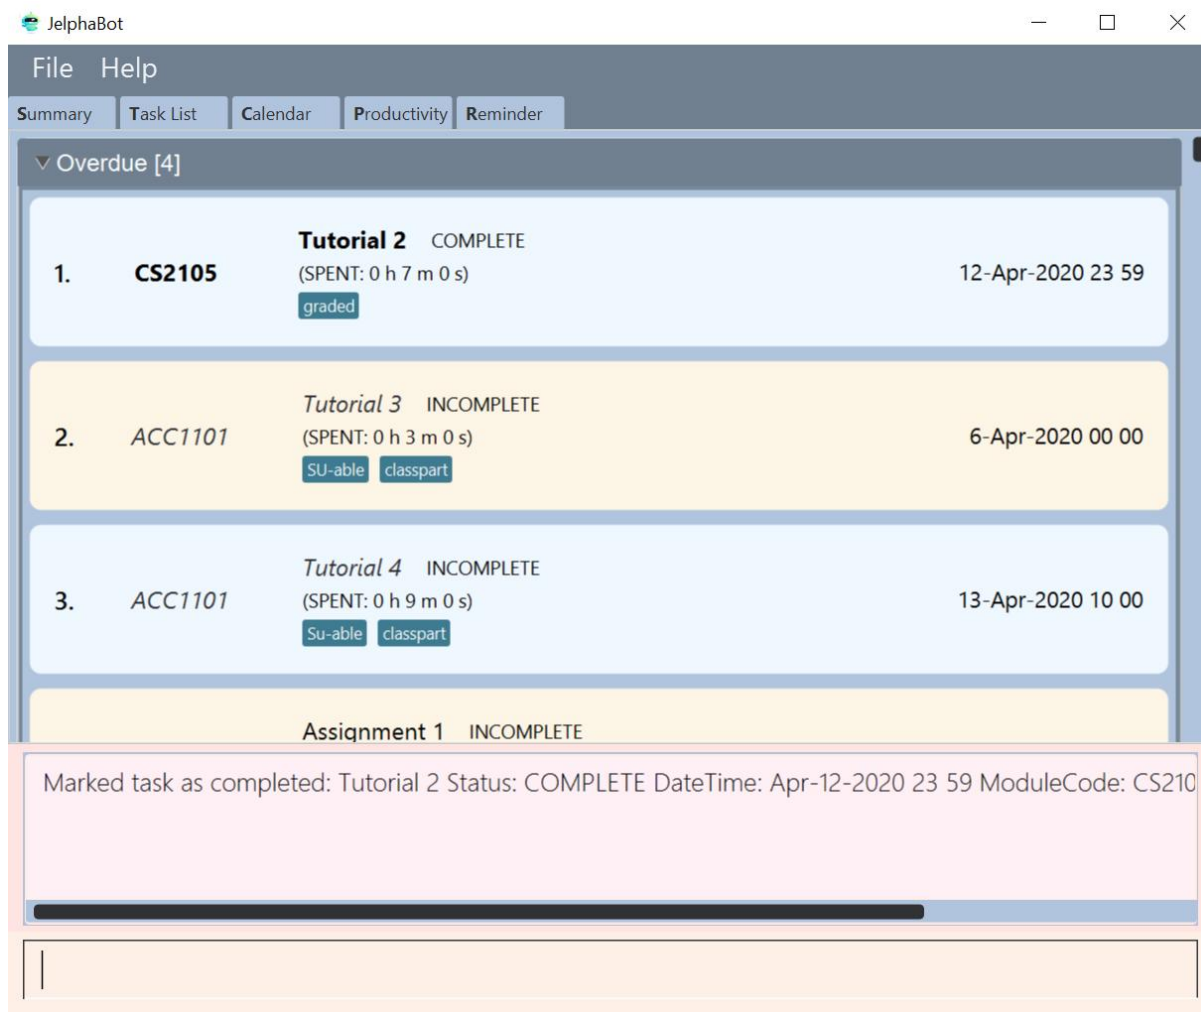 JelphaBot
File Help
Summary Task List Calendar Productivity Reminder
Overdue [4]
Tutorial 2 COMPLETE
1. CS2105 (SPENT: 0 h 7 m 0 s) 12-Apr-2020 23 59
graded
Tutorial 3 INCOMPLETE
2. ACC1101 (SPENT: 0 h 3 m 0 s) 6-Apr-2020 00 00
SU-able classpart
Tutorial 4 INCOMPLETE
3. ACC1101 (SPENT: 0 h 9 m 0 s) 13-Apr-2020 10 00
Su-able classpart
Assignment 1 INCOMPLETE
Marked task as completed: Tutorial 2 Status: COMPLETE DateTime: Apr-12-2020 23 59 ModuleCode: CS210